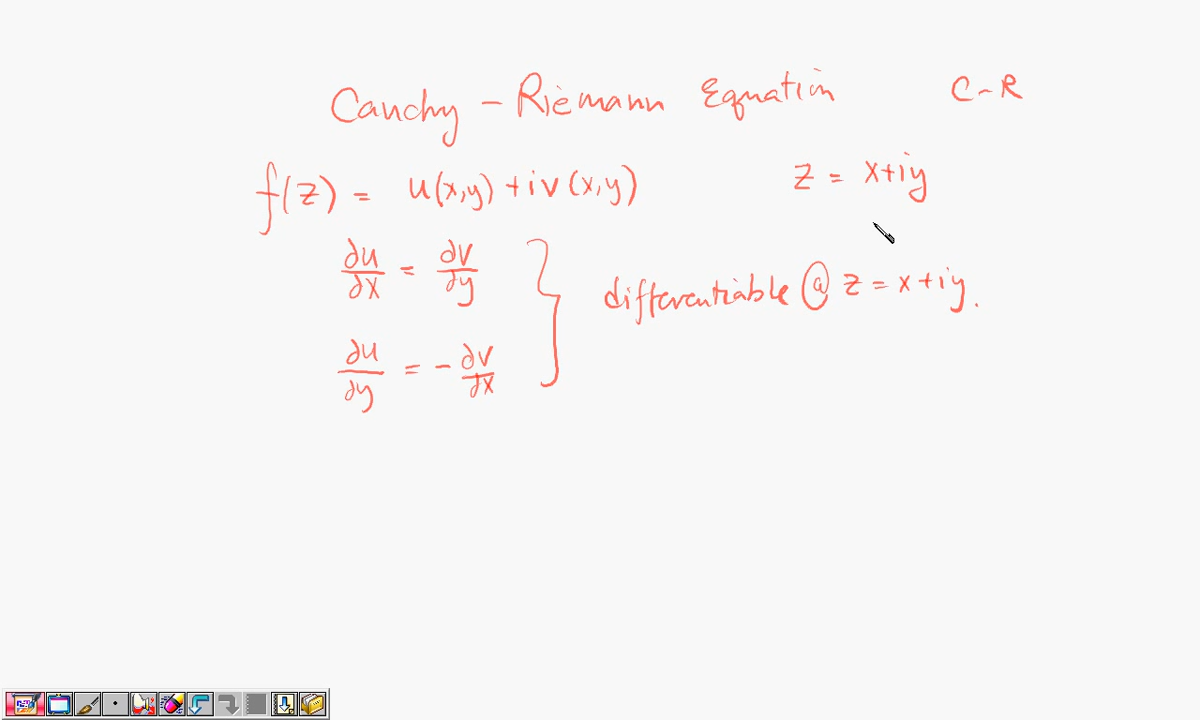 Cauchy - Riemann Equation C-R
f(z) = u(x,y) + iv(x,y) z = x+iy
∂u/∂x = ∂v/∂y
differentiable @ z = x+iy.
∂u/∂y = - ∂v/∂x